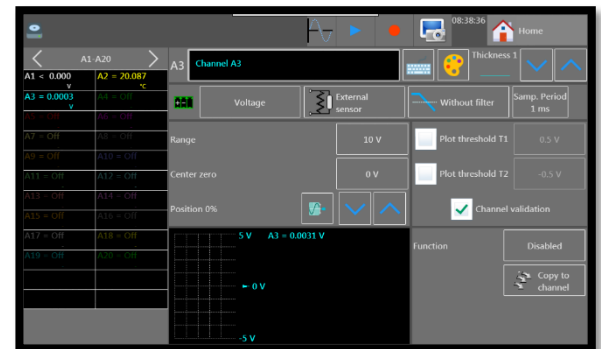 08:38:36
Home
A1-A20
A3
Channel A3
Thickness 1
A1 < 0.000
V
A2 = 20.087
°C
A3 = 0.0003
V
A4 = Off
A5 = Off
A6 = Off
A7 = Off
A8 = Off
A9 = Off
A10 = Off
A11 = Off
A12 = Off
A13 = Off
A14 = Off
A15 = Off
A16 = Off
A17 = Off
A18 = Off
A19 = Off
A20 = Off
Voltage
External
sensor
Without filter
Samp. Period
1 ms
Range
10 V
Center zero
0 V
Position 0%
Plot threshold T1
0.5 V
Plot threshold T2
-0.5 V
Channel validation
5 V
A3 = 0.0031 V
0 V
-5 V
Function
Disabled
Copy to
channel